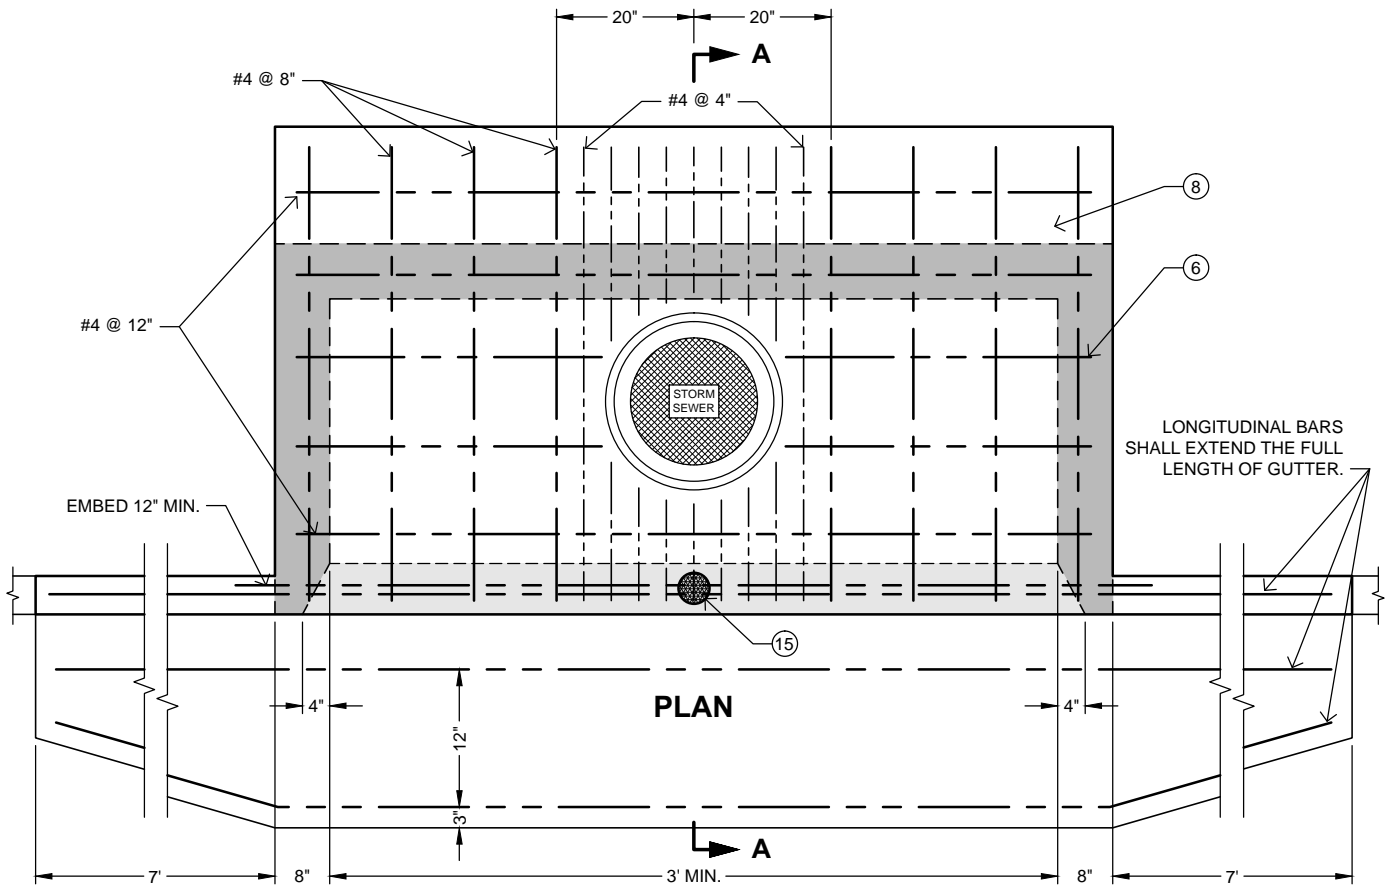 20" 20"
A
#4 @ 8"
#4 @ 4"
8
6
#4 @ 12"
STORM
SEWER
LONGITUDINAL BARS
SHALL EXTEND THE FULL
LENGTH OF GUTTER.
EMBED 12" MIN.
15
4" PLAN 4"
12"
3"
A
7' 8" 3' MIN. 8" 7'